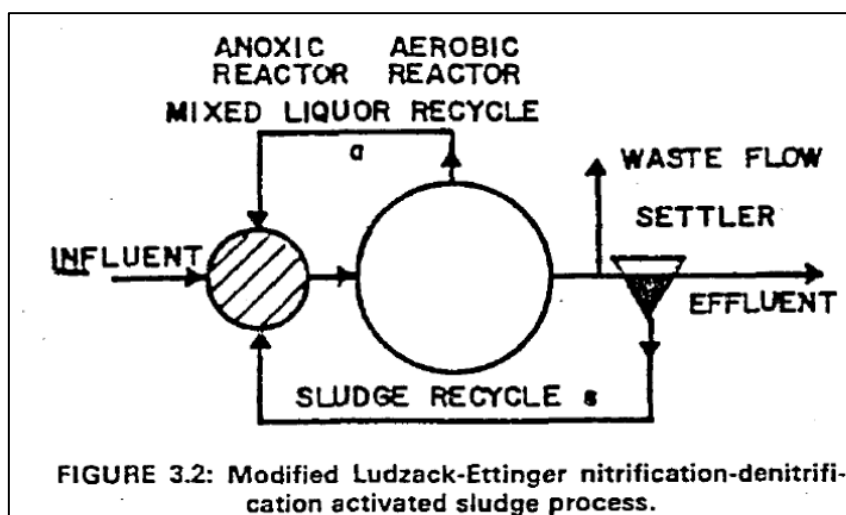 ANOXIC AEROBIC
REACTOR REACTOR
MIXED LIQUOR RECYCLE
a
WASTE FLOW
SETTLER
INFLUENT
EFFLUENT
SLUDGE RECYCLE s
FIGURE 3.2: Modified Ludzack-Ettinger nitrification-denitrifi-
cation activated sludge process.